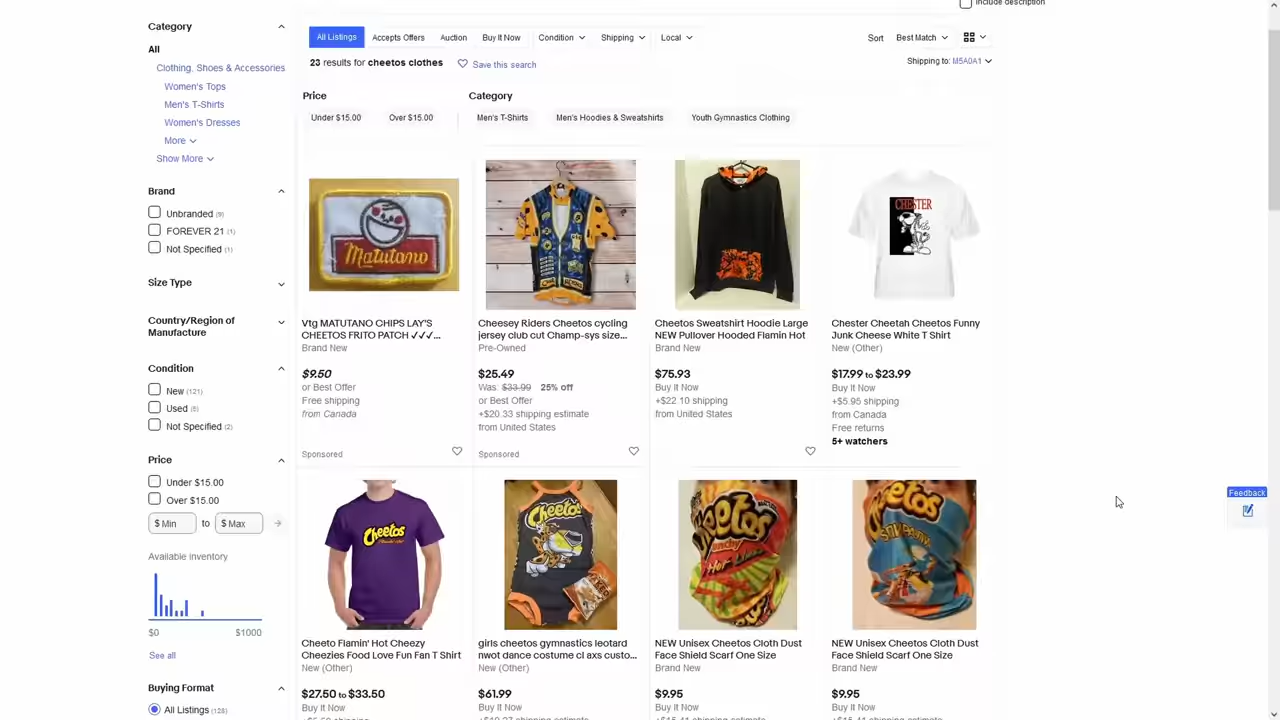 Include description
Category
All
Clothing, Shoes & Accessories
Women's Tops
Men's T-Shirts
Women's Dresses
More
Show More
Brand
Unbranded (9)
FOREVER 21 (1)
Not Specified (1)
Size Type
Country/Region of
Manufacture
Condition
New (121)
Used (5)
Not Specified (2)
Price
Under $15.00
Over $15.00
$ Min to $ Max
Available inventory
$0 $1000
See all
Buying Format
All Listings (128)
All Listings Accepts Offers Auction Buy It Now Condition Shipping Local
Sort Best Match
23 results for cheetos clothes Save this search
Shipping to: M5A0A1
Price
Under $15.00 Over $15.00
Category
Men's T-Shirts Men's Hoodies & Sweatshirts Youth Gymnastics Clothing
Matutano
Vtg MATUTANO CHIPS LAY'S
CHEETOS FRITO PATCH ✓✓✓...
Brand New
$9.50
or Best Offer
Free shipping
from Canada
Sponsored
Cheesey Riders Cheetos cycling
jersey club cut Champ-sys size...
Pre-Owned
$25.49
Was: $33.99 25% off
or Best Offer
+$20.33 shipping estimate
from United States
Sponsored
Cheetos Sweatshirt Hoodie Large
NEW Pullover Hooded Flamin Hot
Brand New
$75.93
Buy It Now
+$22.10 shipping
from United States
CHESTER
Chester Cheetah Cheetos Funny
Junk Cheese White T Shirt
New (Other)
$17.99 to $23.99
Buy It Now
+$5.95 shipping
from Canada
Free returns
5+ watchers
Cheetos
Cheeto Flamin' Hot Cheezy
Cheezies Food Love Fun Fan T Shirt
New (Other)
$27.50 to $33.50
Buy It Now
Cheetos
girls cheetos gymnastics leotard
nwot dance costume cl axs custo...
New (Other)
$61.99
Buy It Now
Cheetos
NEW Unisex Cheetos Cloth Dust
Face Shield Scarf One Size
Brand New
$9.95
Buy It Now
Cheetos
NEW Unisex Cheetos Cloth Dust
Face Shield Scarf One Size
Brand New
$9.95
Buy It Now
Feedback